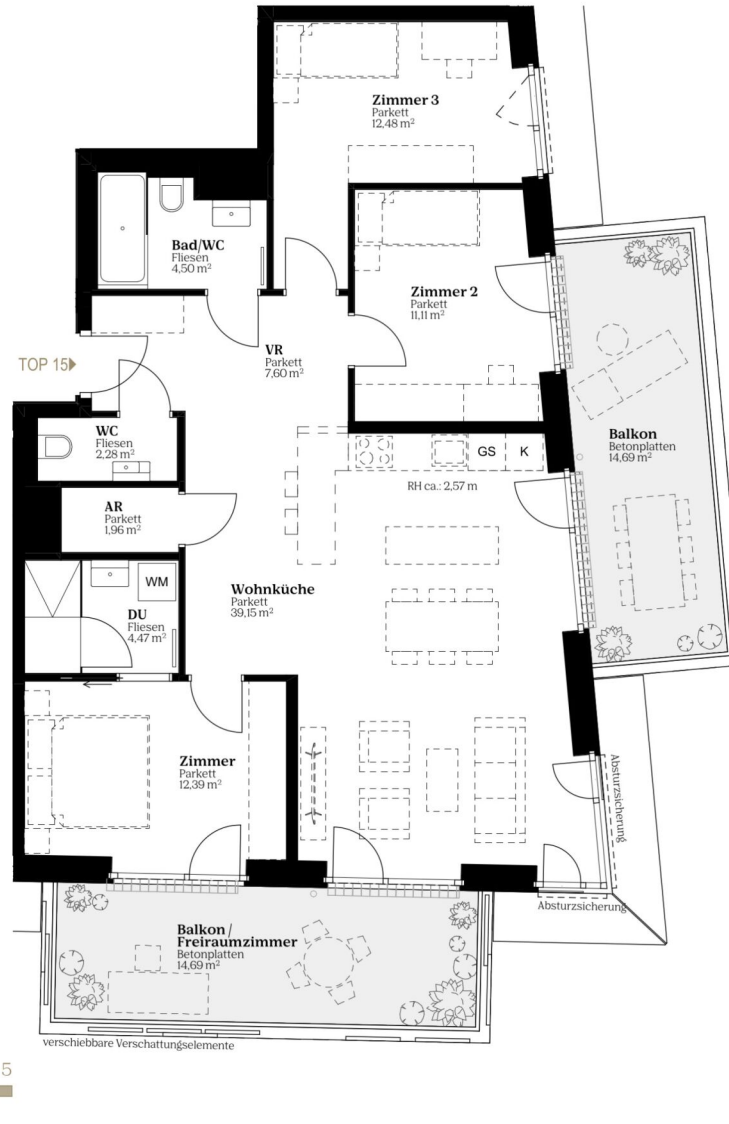 Zimmer 3
Parkett
12,48 m²
Bad/WC
Fliesen
4,50 m²
Zimmer 2
Parkett
11,11 m²
VR
Parkett
7,60 m²
TOP 15
WC
Fliesen
2,28 m²
Balkon
Betonplatten
14,69 m²
GS
K
RH ca.: 2,57 m
AR
Parkett
1,96 m²
WM
DU
Fliesen
4,47 m²
Wohnküche
Parkett
39,15 m²
Zimmer
Parkett
12,39 m²
Absturzsicherung
Absturzsicherung
Balkon /
Freiraumzimmer
Betonplatten
14,69 m²
verschiebbare Verschattungselemente
5